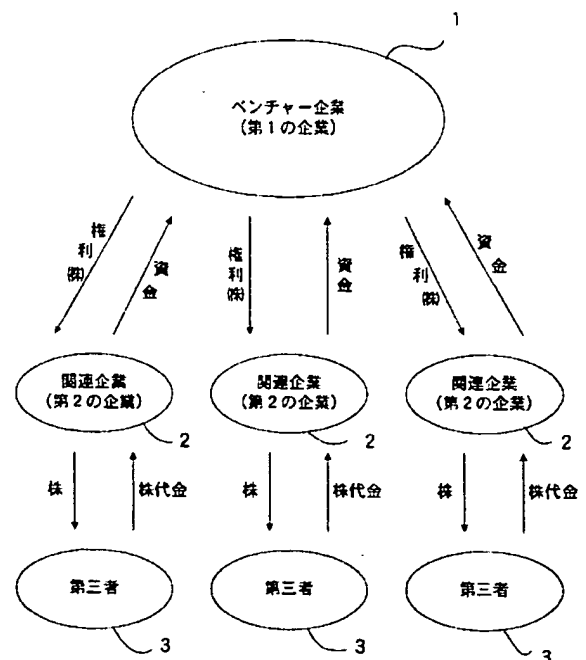 1
ベンチャー企業
(第1の企業)
権利(株)
資金
権利(株)
資金
権利(株)
資金
関連企業
(第2の企業)
2
関連企業
(第2の企業)
2
関連企業
(第2の企業)
2
株
株代金
株
株代金
株
株代金
第三者
3
第三者
3
第三者
3